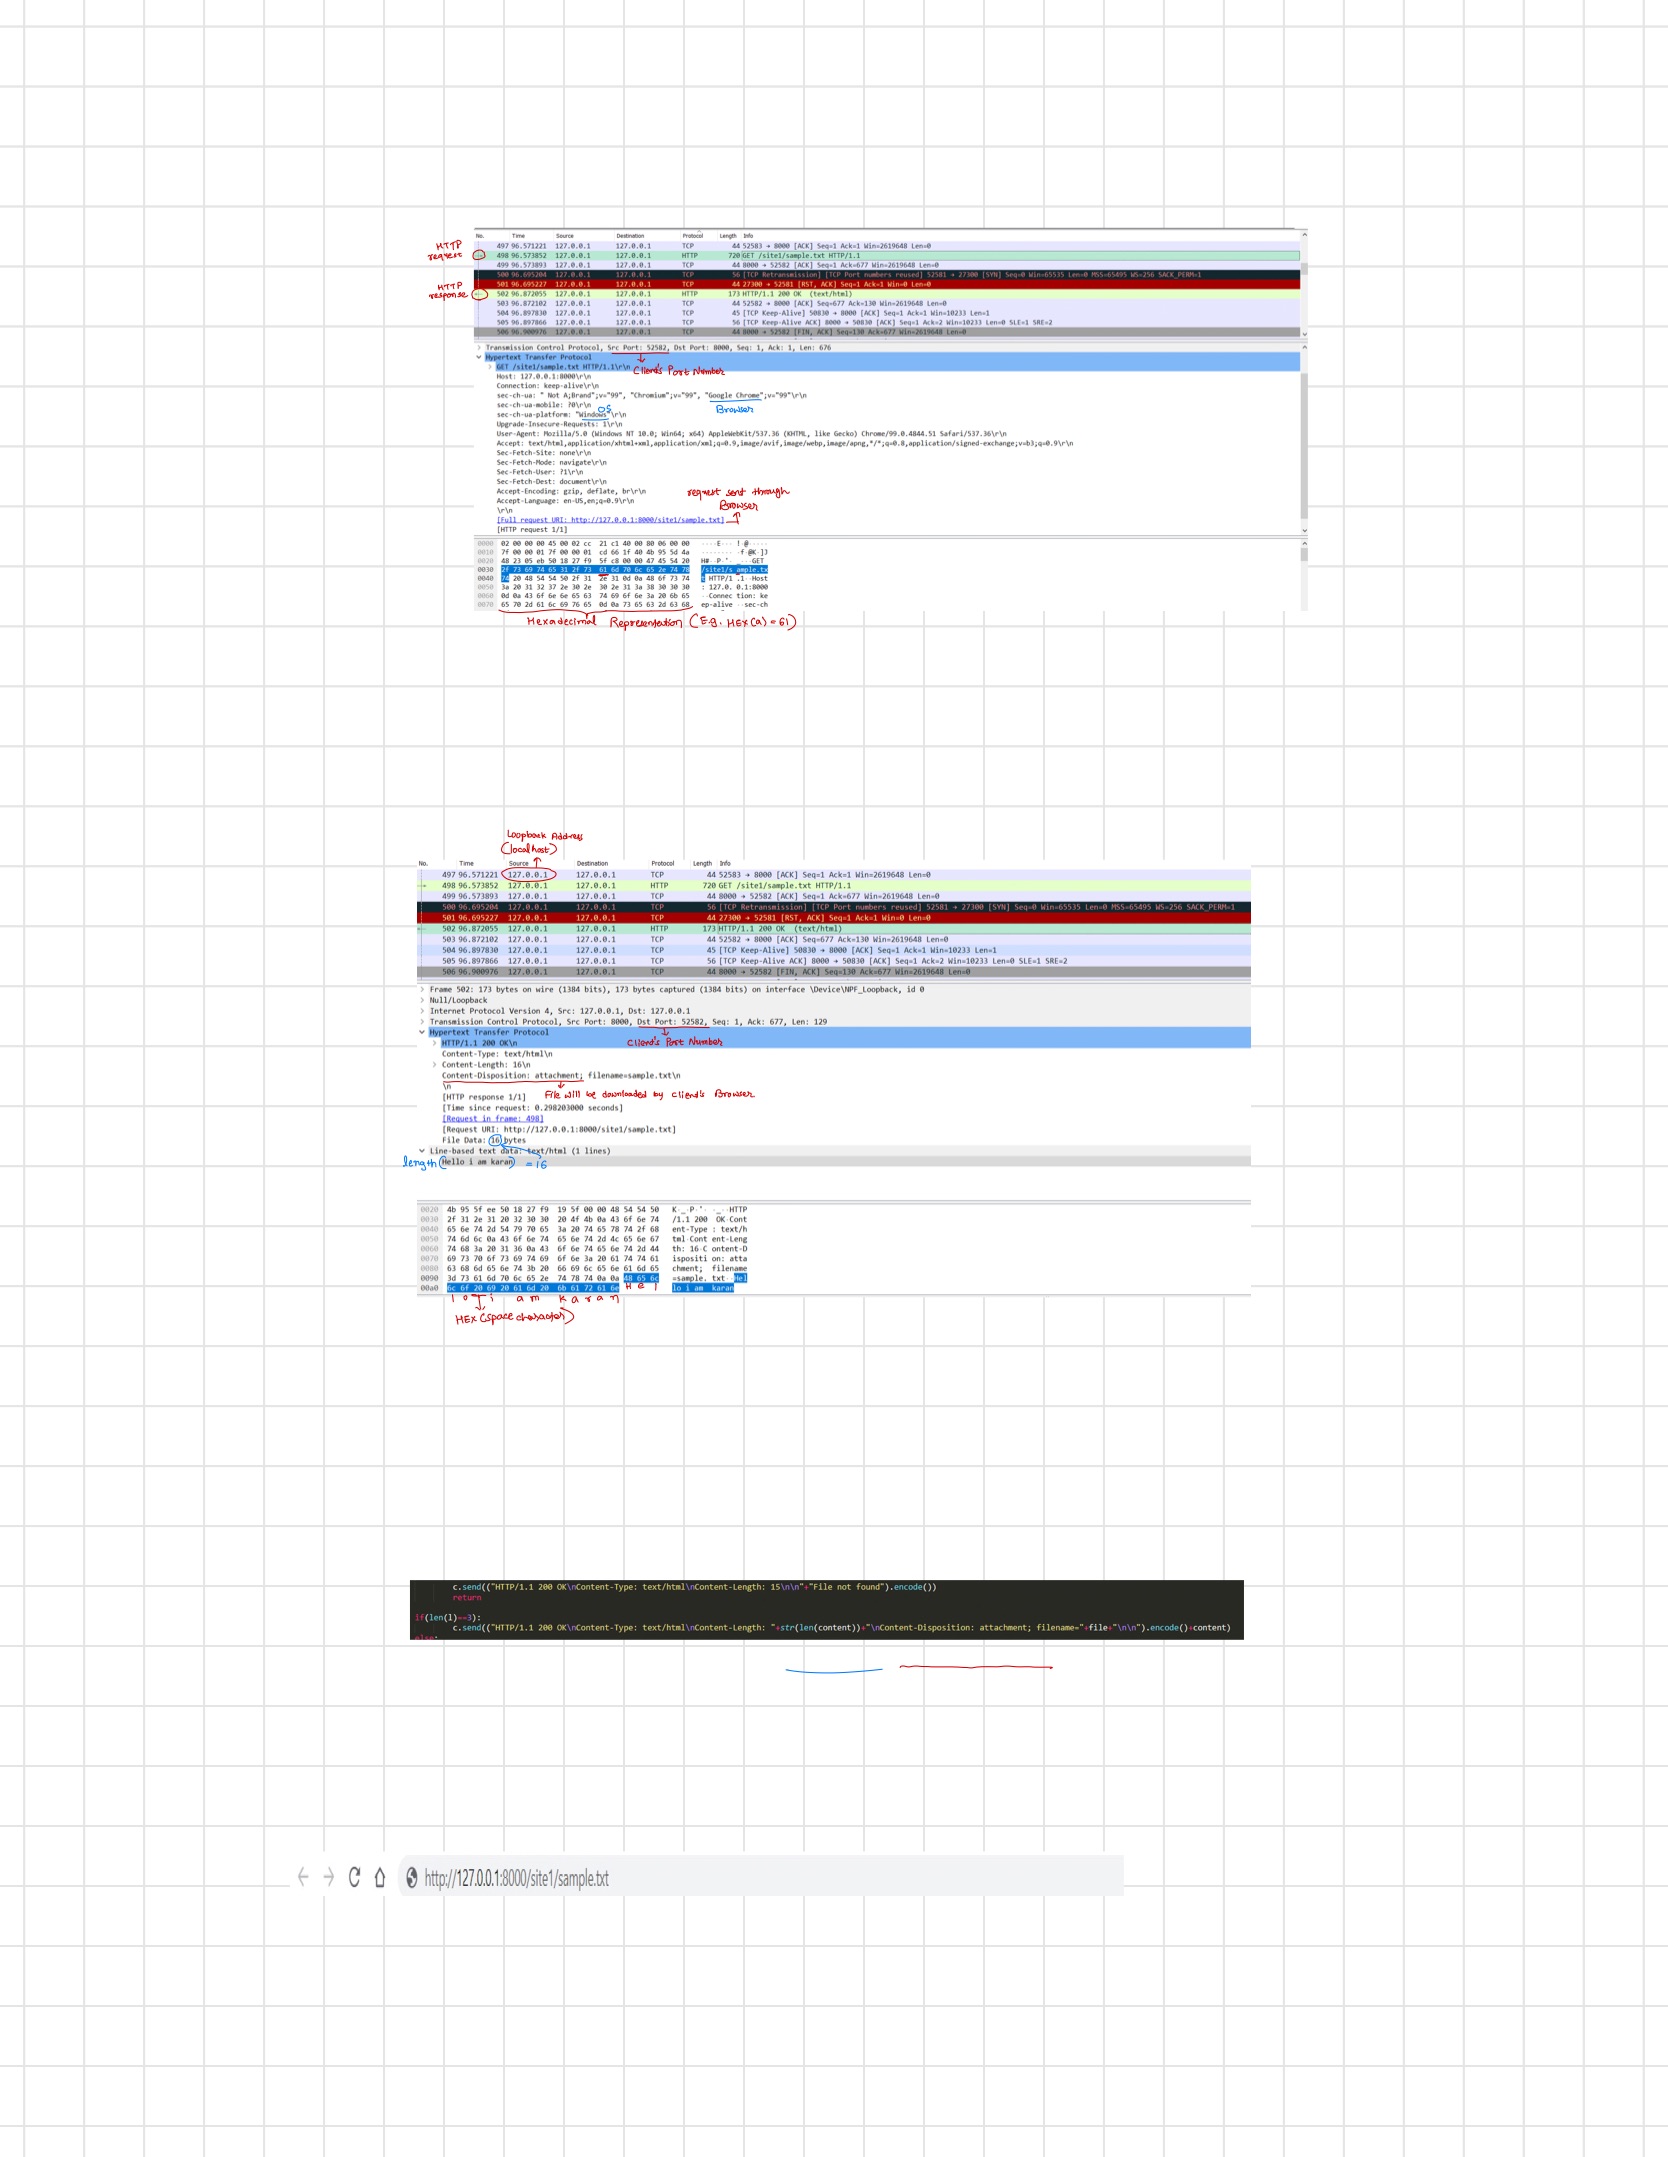 No. Time Source Destination Protocol Length Info
HTTP request
497 96.571221 127.0.0.1 127.0.0.1 TCP 44 52583 → 8000 [ACK] Seq=1 Ack=1 Win=2619648 Len=0
498 96.573852 127.0.0.1 127.0.0.1 HTTP 720 GET /site1/sample.txt HTTP/1.1
499 96.573893 127.0.0.1 127.0.0.1 TCP 44 8000 → 52582 [ACK] Seq=1 Ack=677 Win=2619648 Len=0
500 96.695204 127.0.0.1 127.0.0.1 TCP 56 [TCP Retransmission] [TCP Port numbers reused] 52581 → 27300 [SYN] Seq=0 Win=65535 Len=0 MSS=65495 WS=256 SACK_PERM=1
HTTP response
501 96.695227 127.0.0.1 127.0.0.1 TCP 44 27300 → 52581 [RST, ACK] Seq=1 Ack=1 Win=0 Len=0
502 96.872055 127.0.0.1 127.0.0.1 HTTP 173 HTTP/1.1 200 OK (text/html)
503 96.872102 127.0.0.1 127.0.0.1 TCP 44 52582 → 8000 [ACK] Seq=677 Ack=130 Win=2619648 Len=0
504 96.897830 127.0.0.1 127.0.0.1 TCP 45 [TCP Keep-Alive] 50830 → 8000 [ACK] Seq=1 Ack=1 Win=10233 Len=1
505 96.897866 127.0.0.1 127.0.0.1 TCP 56 [TCP Keep-Alive ACK] 8000 → 50830 [ACK] Seq=1 Ack=2 Win=10233 Len=0 SLE=1 SRE=2
506 96.900976 127.0.0.1 127.0.0.1 TCP 44 8000 → 52582 [FIN, ACK] Seq=130 Ack=677 Win=2619648 Len=0
Transmission Control Protocol, Src Port: 52582, Dst Port: 8000, Seq: 1, Ack: 1, Len: 676
Hypertext Transfer Protocol
GET /site1/sample.txt HTTP/1.1\r\n
Client's Port Number
Host: 127.0.0.1:8000\r\n
Connection: keep-alive\r\n
sec-ch-ua: " Not A;Brand";v="99", "Chromium";v="99", "Google Chrome";v="99"\r\n
sec-ch-ua-mobile: ?0\r\n
OS
Browser
sec-ch-ua-platform: "Windows"\r\n
Upgrade-Insecure-Requests: 1\r\n
User-Agent: Mozilla/5.0 (Windows NT 10.0; Win64; x64) AppleWebKit/537.36 (KHTML, like Gecko) Chrome/99.0.4844.51 Safari/537.36\r\n
Accept: text/html,application/xhtml+xml,application/xml;q=0.9,image/avif,image/webp,image/apng,*/*;q=0.8,application/signed-exchange;v=b3;q=0.9\r\n
Sec-Fetch-Site: none\r\n
Sec-Fetch-Mode: navigate\r\n
Sec-Fetch-User: ?1\r\n
Sec-Fetch-Dest: document\r\n
Accept-Encoding: gzip, deflate, br\r\n
request sent through Browser
Accept-Language: en-US,en;q=0.9\r\n
\r\n
[Full request URI: http://127.0.0.1:8000/site1/sample.txt]
[HTTP request 1/1]
0000 02 00 00 00 45 00 02 cc 21 c1 40 00 80 06 00 00 ····E··· !·@·····
0010 7f 00 00 01 7f 00 00 01 cd 66 1f 40 4b 95 5d 4a ········ ·f·@K·]J
0020 48 23 05 eb 50 18 27 f9 5f c8 00 00 47 45 54 20 H#··P·'· _···GET
0030 2f 73 69 74 65 31 2f 73 61 6d 70 6c 65 2e 74 78 /site1/s ample.tx
0040 74 20 48 54 54 50 2f 31 2e 31 0d 0a 48 6f 73 74 t HTTP/1 .1··Host
0050 3a 20 31 32 37 2e 30 2e 30 2e 31 3a 38 30 30 30 : 127.0. 0.1:8000
0060 0d 0a 43 6f 6e 6e 65 63 74 69 6f 6e 3a 20 6b 65 ··Connec tion: ke
0070 65 70 2d 61 6c 69 76 65 0d 0a 73 65 63 2d 63 68 ep-alive ··sec-ch
Hexadecimal Representation (E.g. HEX(a) = 61)
Loopback Address
(localhost)
No. Time Source Destination Protocol Length Info
497 96.571221 127.0.0.1 127.0.0.1 TCP 44 52583 → 8000 [ACK] Seq=1 Ack=1 Win=2619648 Len=0
498 96.573852 127.0.0.1 127.0.0.1 HTTP 720 GET /site1/sample.txt HTTP/1.1
499 96.573893 127.0.0.1 127.0.0.1 TCP 44 8000 → 52582 [ACK] Seq=1 Ack=677 Win=2619648 Len=0
500 96.695204 127.0.0.1 127.0.0.1 TCP 56 [TCP Retransmission] [TCP Port numbers reused] 52581 → 27300 [SYN] Seq=0 Win=65535 Len=0 MSS=65495 WS=256 SACK_PERM=1
501 96.695227 127.0.0.1 127.0.0.1 TCP 44 27300 → 52581 [RST, ACK] Seq=1 Ack=1 Win=0 Len=0
502 96.872055 127.0.0.1 127.0.0.1 HTTP 173 HTTP/1.1 200 OK (text/html)
503 96.872102 127.0.0.1 127.0.0.1 TCP 44 52582 → 8000 [ACK] Seq=677 Ack=130 Win=2619648 Len=0
504 96.897830 127.0.0.1 127.0.0.1 TCP 45 [TCP Keep-Alive] 50830 → 8000 [ACK] Seq=1 Ack=1 Win=10233 Len=1
505 96.897866 127.0.0.1 127.0.0.1 TCP 56 [TCP Keep-Alive ACK] 8000 → 50830 [ACK] Seq=1 Ack=2 Win=10233 Len=0 SLE=1 SRE=2
506 96.900976 127.0.0.1 127.0.0.1 TCP 44 8000 → 52582 [FIN, ACK] Seq=130 Ack=677 Win=2619648 Len=0
Frame 502: 173 bytes on wire (1384 bits), 173 bytes captured (1384 bits) on interface \Device\NPF_Loopback, id 0
Null/Loopback
Internet Protocol Version 4, Src: 127.0.0.1, Dst: 127.0.0.1
Transmission Control Protocol, Src Port: 8000, Dst Port: 52582, Seq: 1, Ack: 677, Len: 129
Hypertext Transfer Protocol
HTTP/1.1 200 OK\n
Client's Port Number
Content-Type: text/html\n
Content-Length: 16\n
Content-Disposition: attachment; filename=sample.txt\n
\n
[HTTP response 1/1]
File will be downloaded by client's Browser
[Time since request: 0.298203000 seconds]
[Request in frame: 498]
[Request URI: http://127.0.0.1:8000/site1/sample.txt]
File Data: 16 bytes
Line-based text data: text/html (1 lines)
length (Hello i am karan) = 16
0020 4b 95 5f ee 50 18 27 f9 19 5f 00 00 48 54 54 50 K·_·P·'· ·_··HTTP
0030 2f 31 2e 31 20 32 30 30 20 4f 4b 0a 43 6f 6e 74 /1.1 200 OK·Cont
0040 65 6e 74 2d 54 79 70 65 3a 20 74 65 78 74 2f 68 ent-Type : text/h
0050 74 6d 6c 0a 43 6f 6e 74 65 6e 74 2d 4c 65 6e 67 tml·Cont ent-Leng
0060 74 68 3a 20 31 36 0a 43 6f 6e 74 65 6e 74 2d 44 th: 16·C ontent-D
0070 69 73 70 6f 73 69 74 69 6f 6e 3a 20 61 74 74 61 ispositi on: atta
0080 63 68 6d 65 6e 74 3b 20 66 69 6c 65 6e 61 6d 65 chment; filename
0090 3d 73 61 6d 70 6c 65 2e 74 78 74 0a 0a 48 65 6c =sample. txt··Hel
00a0 6c 6f 20 69 20 61 6d 20 6b 61 72 61 6e lo i am karan
H e l
l o i a m k a r a n
HEX (space character)
c.send(("HTTP/1.1 200 OK\nContent-Type: text/html\nContent-Length: 15\n\n"+"File not found").encode())
return
if(len(l)==3):
c.send(("HTTP/1.1 200 OK\nContent-Type: text/html\nContent-Length: "+str(len(content))+"\nContent-Disposition: attachment; filename="+file+"\n\n").encode()+content)
else:
http://127.0.0.1:8000/site1/sample.txt